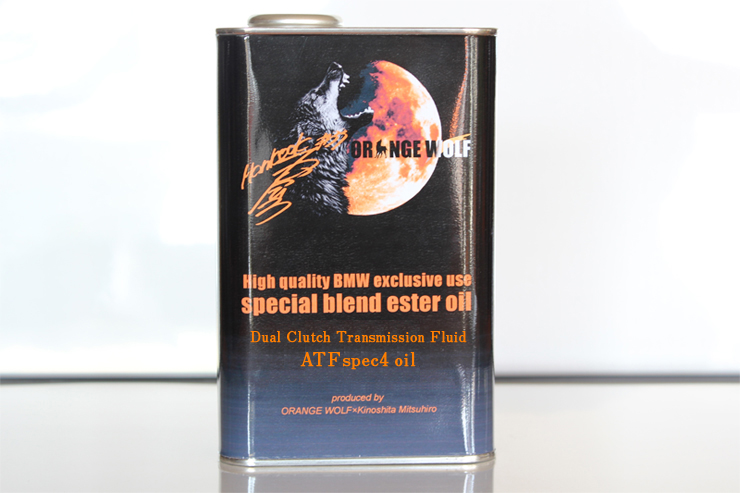 ORANGE WOLF
High quality BMW exclusive use
special blend ester oil
Dual Clutch Transmission Fluid
ATFspec4 oil
produced by
ORANGE WOLF×Kinoshita Mitsuhiro